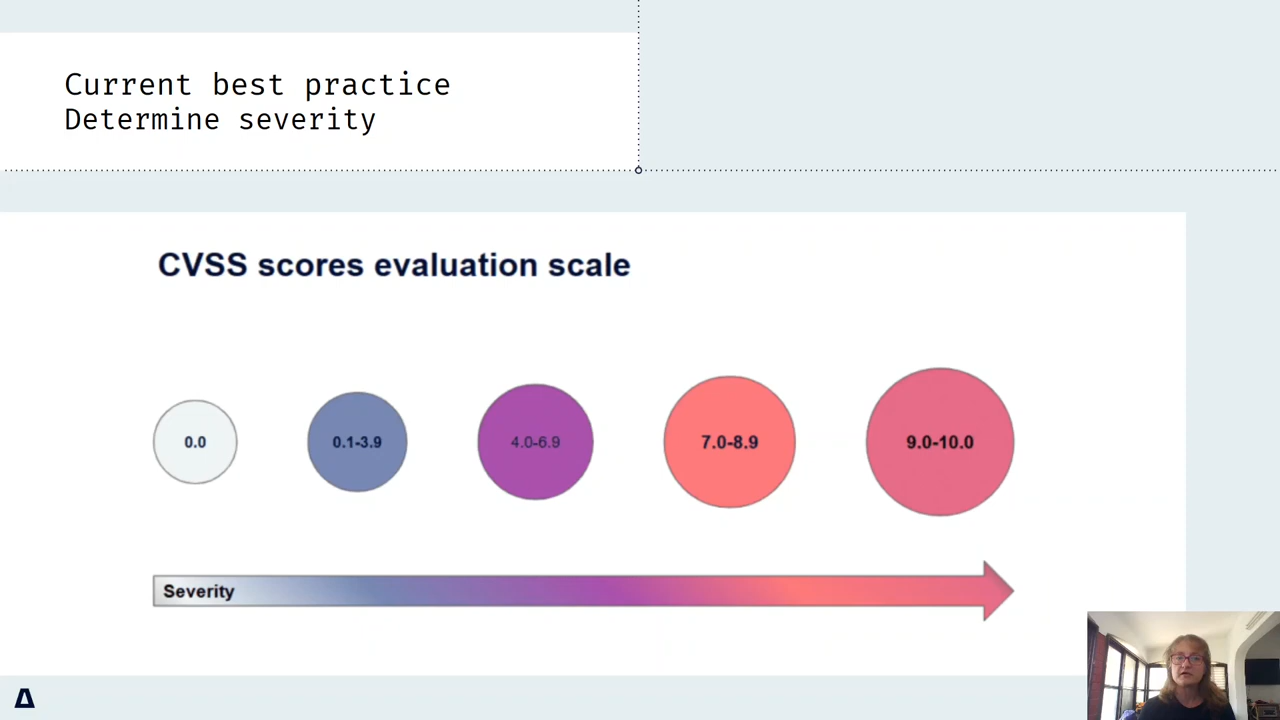 Current best practice
Determine severity
CVSS scores evaluation scale
0.0
0.1-3.9
4.0-6.9
7.0-8.9
9.0-10.0
Severity